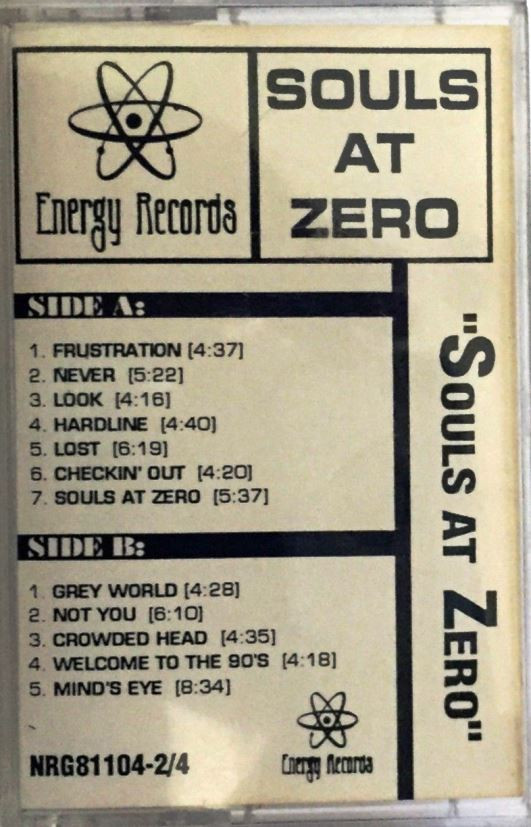 Energy Records
SOULS
AT
ZERO
SIDE A:
1. FRUSTRATION [4:37]
2. NEVER [5:22]
3. LOOK [4:16]
4. HARDLINE [4:40]
5. LOST [6:19]
6. CHECKIN' OUT [4:20]
7. SOULS AT ZERO [5:37]
SIDE B:
1. GREY WORLD [4:28]
2. NOT YOU [6:10]
3. CROWDED HEAD [4:35]
4. WELCOME TO THE 90'S [4:18]
5. MIND'S EYE [8:34]
NRG81104-2/4
Energy Records
"SOULS AT ZERO"